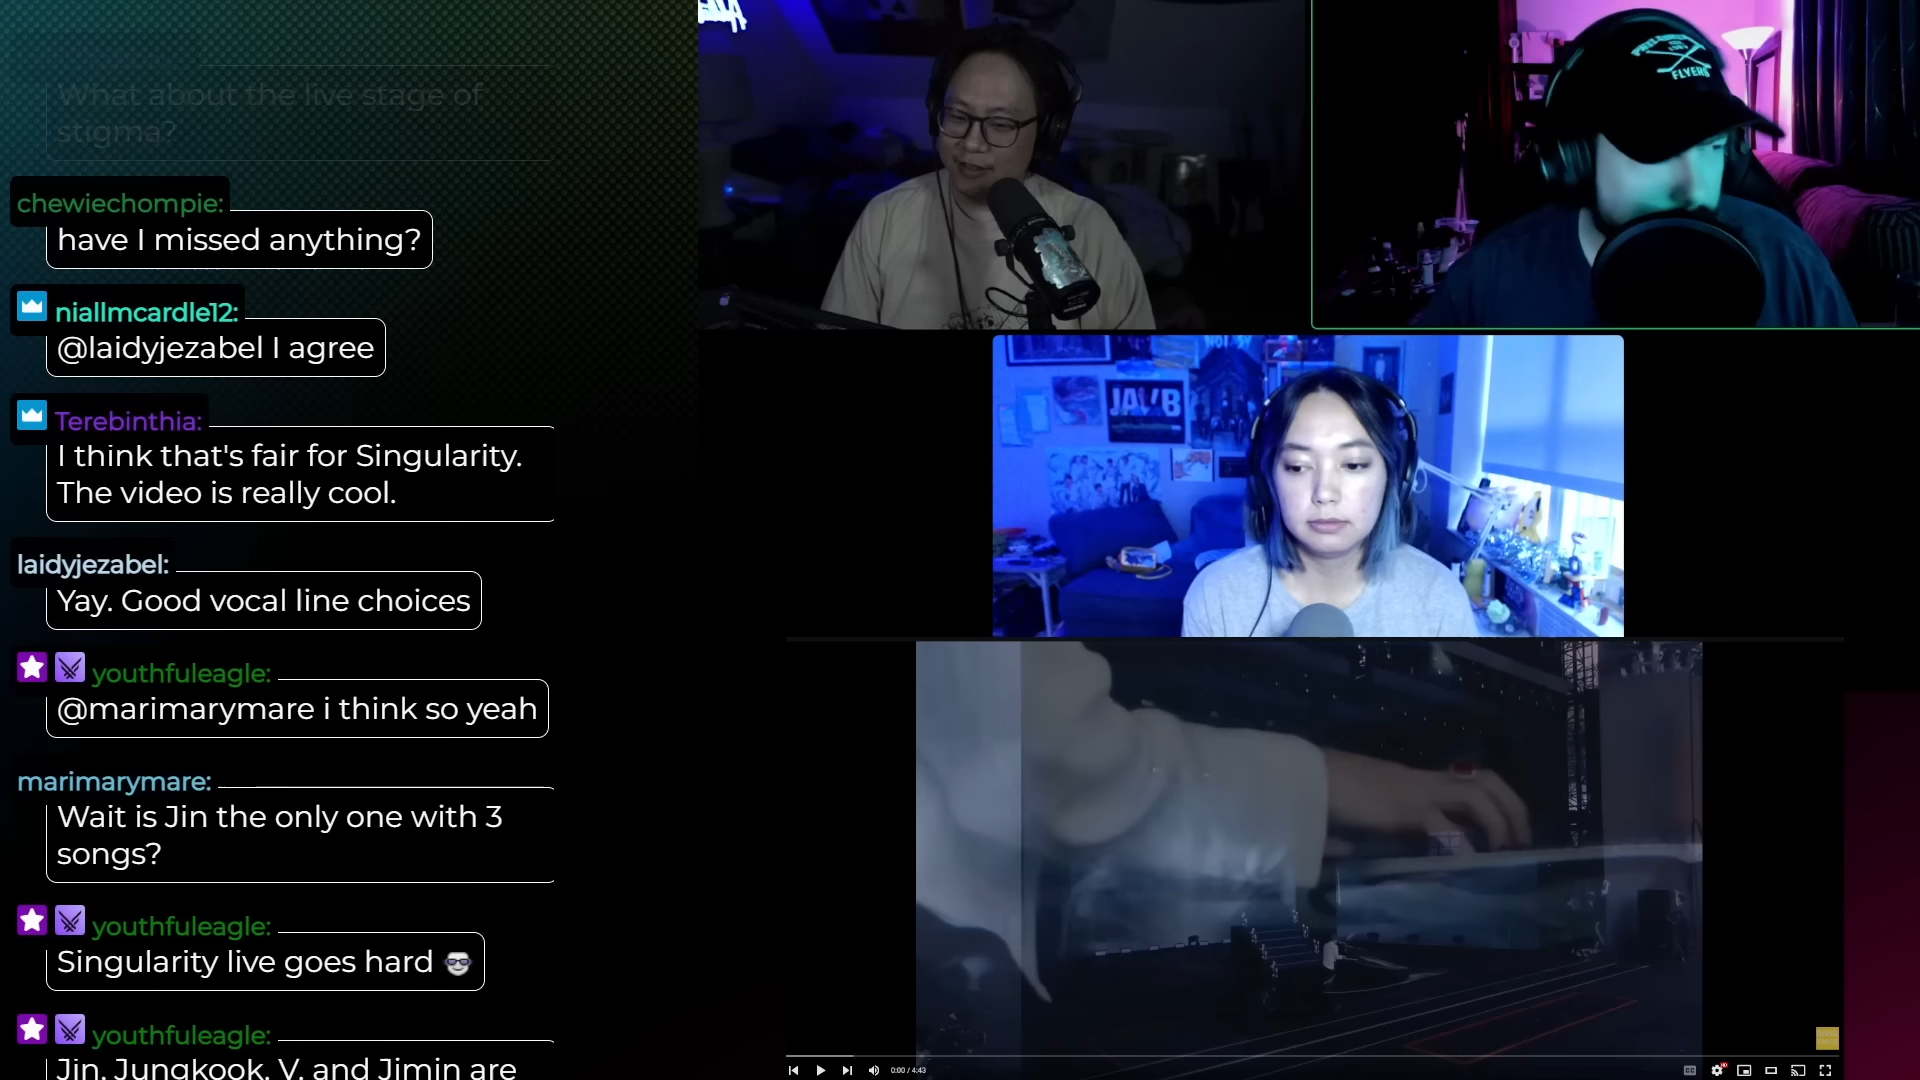 What about the live stage of
stigma?
chewiechompie:
have I missed anything?
niallmcardle12:
@laidyjezabel I agree
Terebinthia:
I think that's fair for Singularity.
The video is really cool.
laidyjezabel:
Yay. Good vocal line choices
youthfuleagle:
@marimarymare i think so yeah
marimarymare:
Wait is Jin the only one with 3
songs?
youthfuleagle:
Singularity live goes hard
youthfuleagle:
Jin, Jungkook, V, and Jimin are
FLYERS
0:00 / 4:43